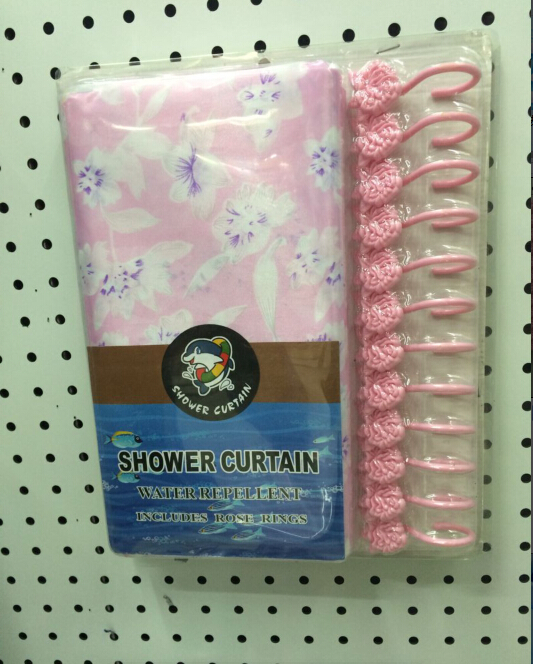 SHOWER CURTAIN
SHOWER CURTAIN
WATER REPELLENT
INCLUDES ROSE RINGS